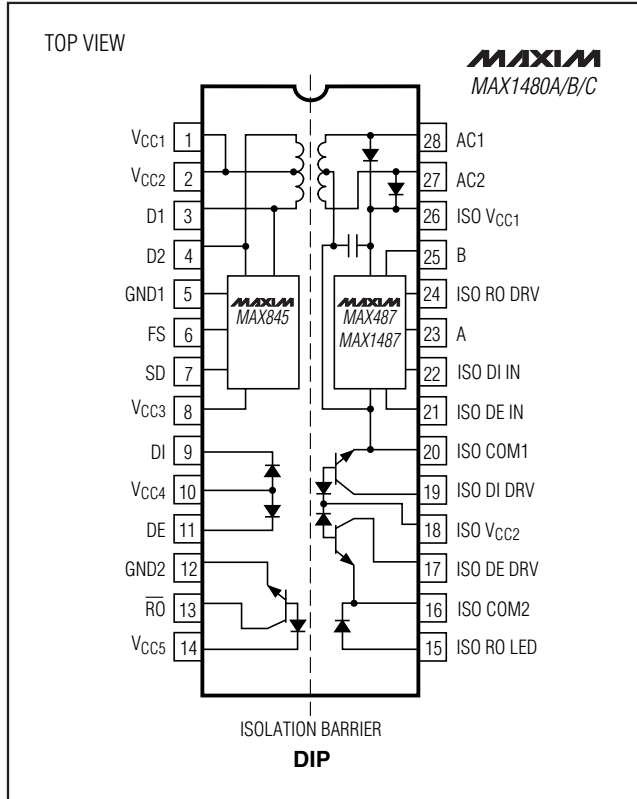 TOP VIEW
MAXIM
MAX1480A/B/C
VCC1 1
VCC2 2
D1 3
D2 4
GND1 5
FS 6
SD 7
VCC3 8
DI 9
VCC4 10
DE 11
GND2 12
RO 13
VCC5 14
MAXIM
MAX845
MAXIM
MAX487
MAX1487
28 AC1
27 AC2
26 ISO VCC1
25 B
24 ISO RO DRV
23 A
22 ISO DI IN
21 ISO DE IN
20 ISO COM1
19 ISO DI DRV
18 ISO VCC2
17 ISO DE DRV
16 ISO COM2
15 ISO RO LED
ISOLATION BARRIER
DIP